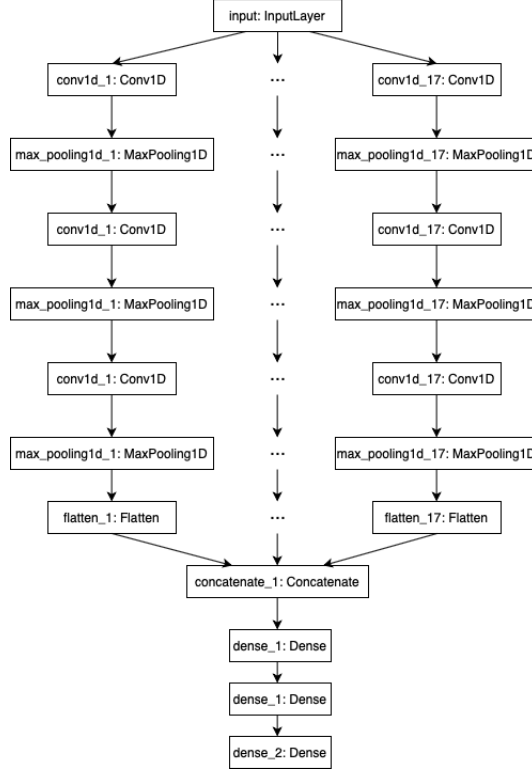 input: InputLayer
conv1d_1: Conv1D
...
conv1d_17: Conv1D
max_pooling1d_1: MaxPooling1D
...
max_pooling1d_17: MaxPooling1D
conv1d_1: Conv1D
...
conv1d_17: Conv1D
max_pooling1d_1: MaxPooling1D
...
max_pooling1d_17: MaxPooling1D
conv1d_1: Conv1D
...
conv1d_17: Conv1D
max_pooling1d_1: MaxPooling1D
...
max_pooling1d_17: MaxPooling1D
flatten_1: Flatten
...
flatten_17: Flatten
concatenate_1: Concatenate
dense_1: Dense
dense_1: Dense
dense_2: Dense